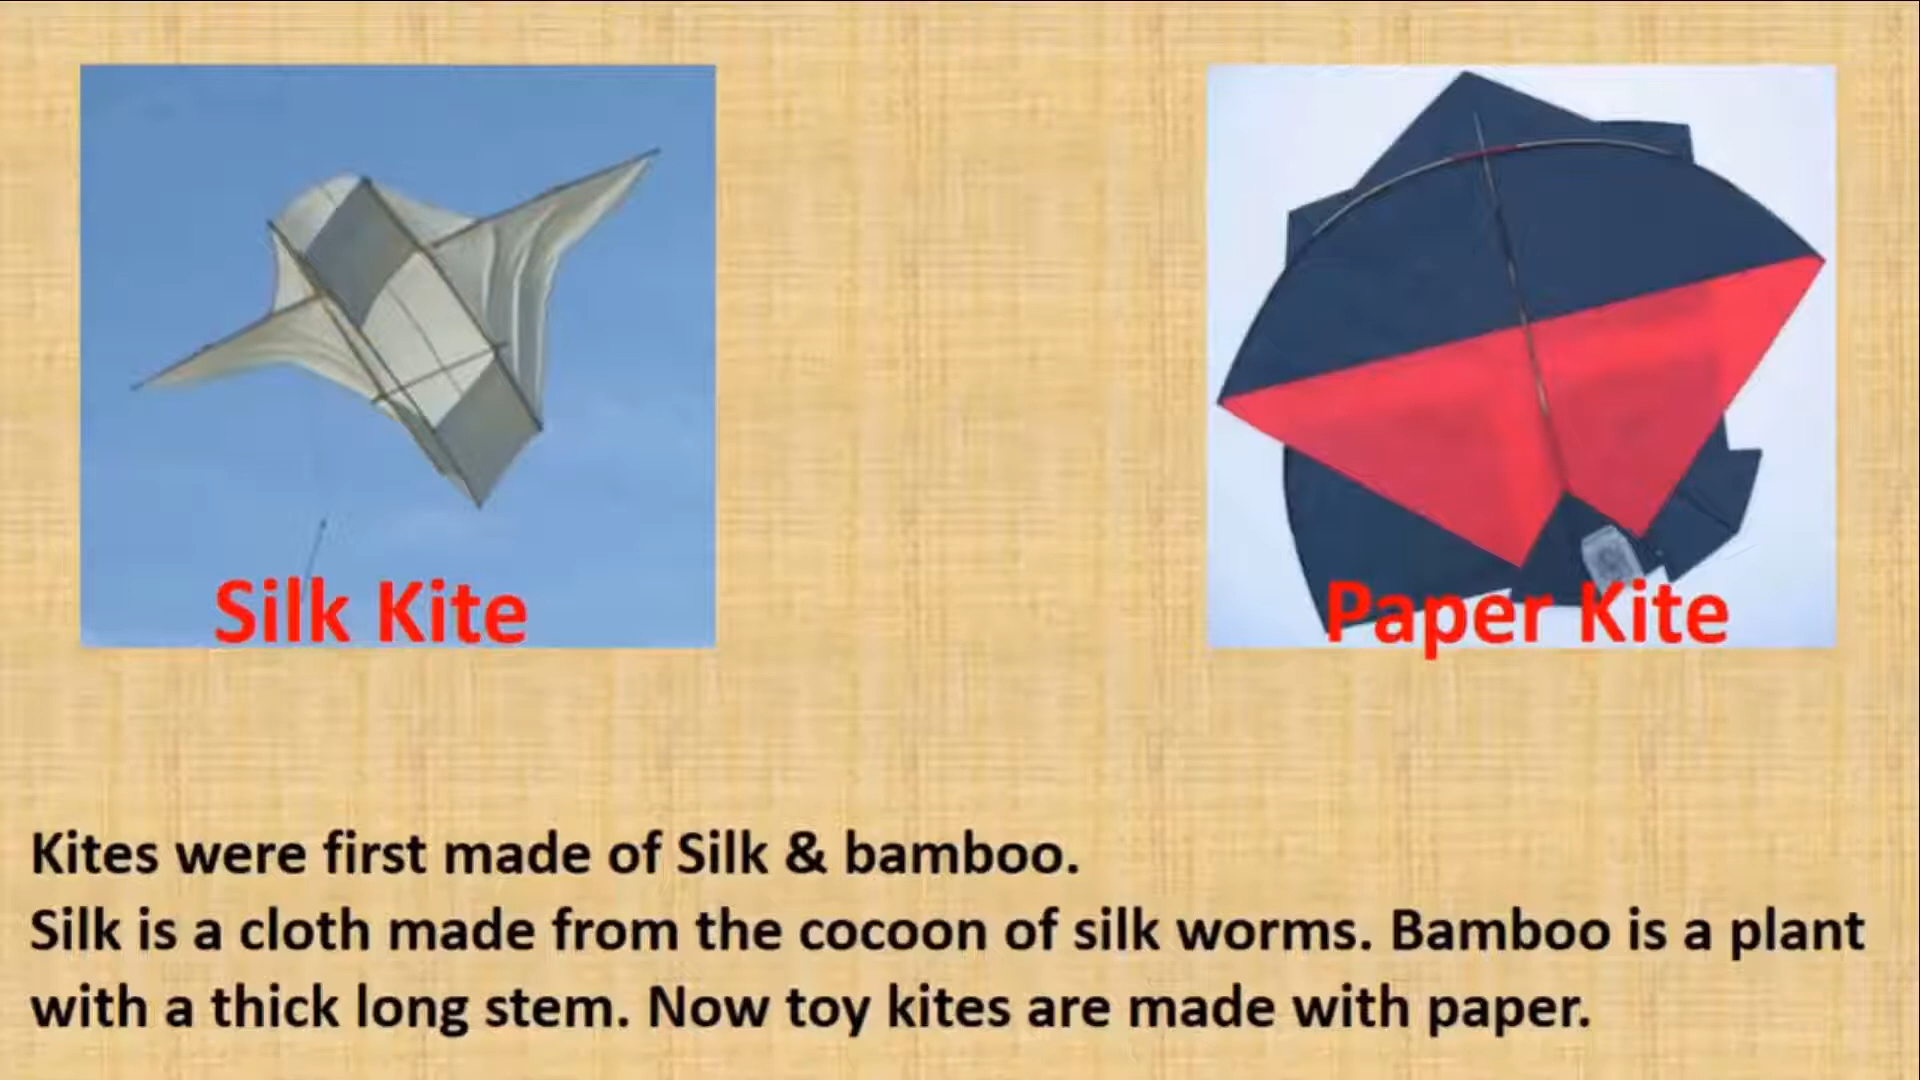 Silk Kite
Paper Kite
Kites were first made of Silk & bamboo.
Silk is a cloth made from the cocoon of silk worms. Bamboo is a plant
with a thick long stem. Now toy kites are made with paper.